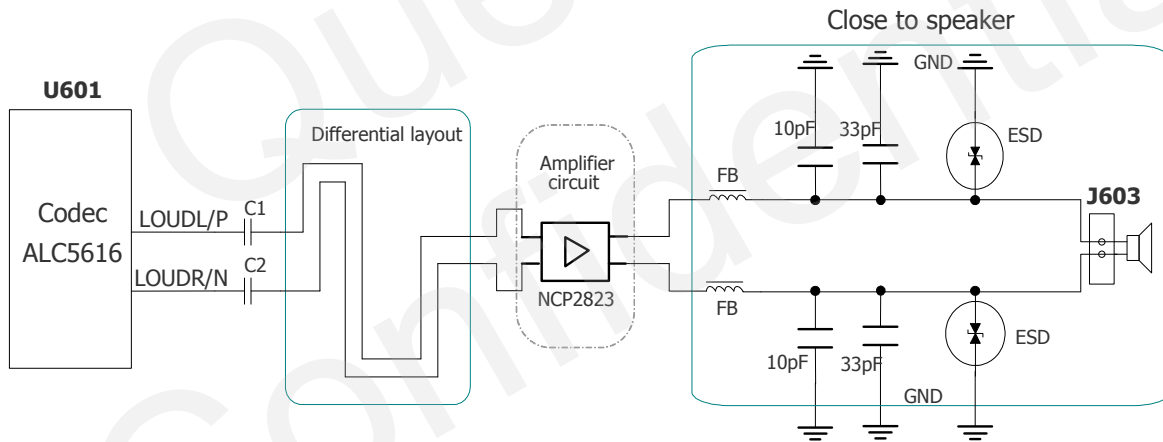 Close to speaker
U601
Codec
ALC5616
LOUDL/P
C1
LOUDR/N
C2
Differential layout
Amplifier
circuit
NCP2823
FB
FB
GND
10pF
33pF
ESD
J603
10pF
33pF
ESD
GND
Confidential